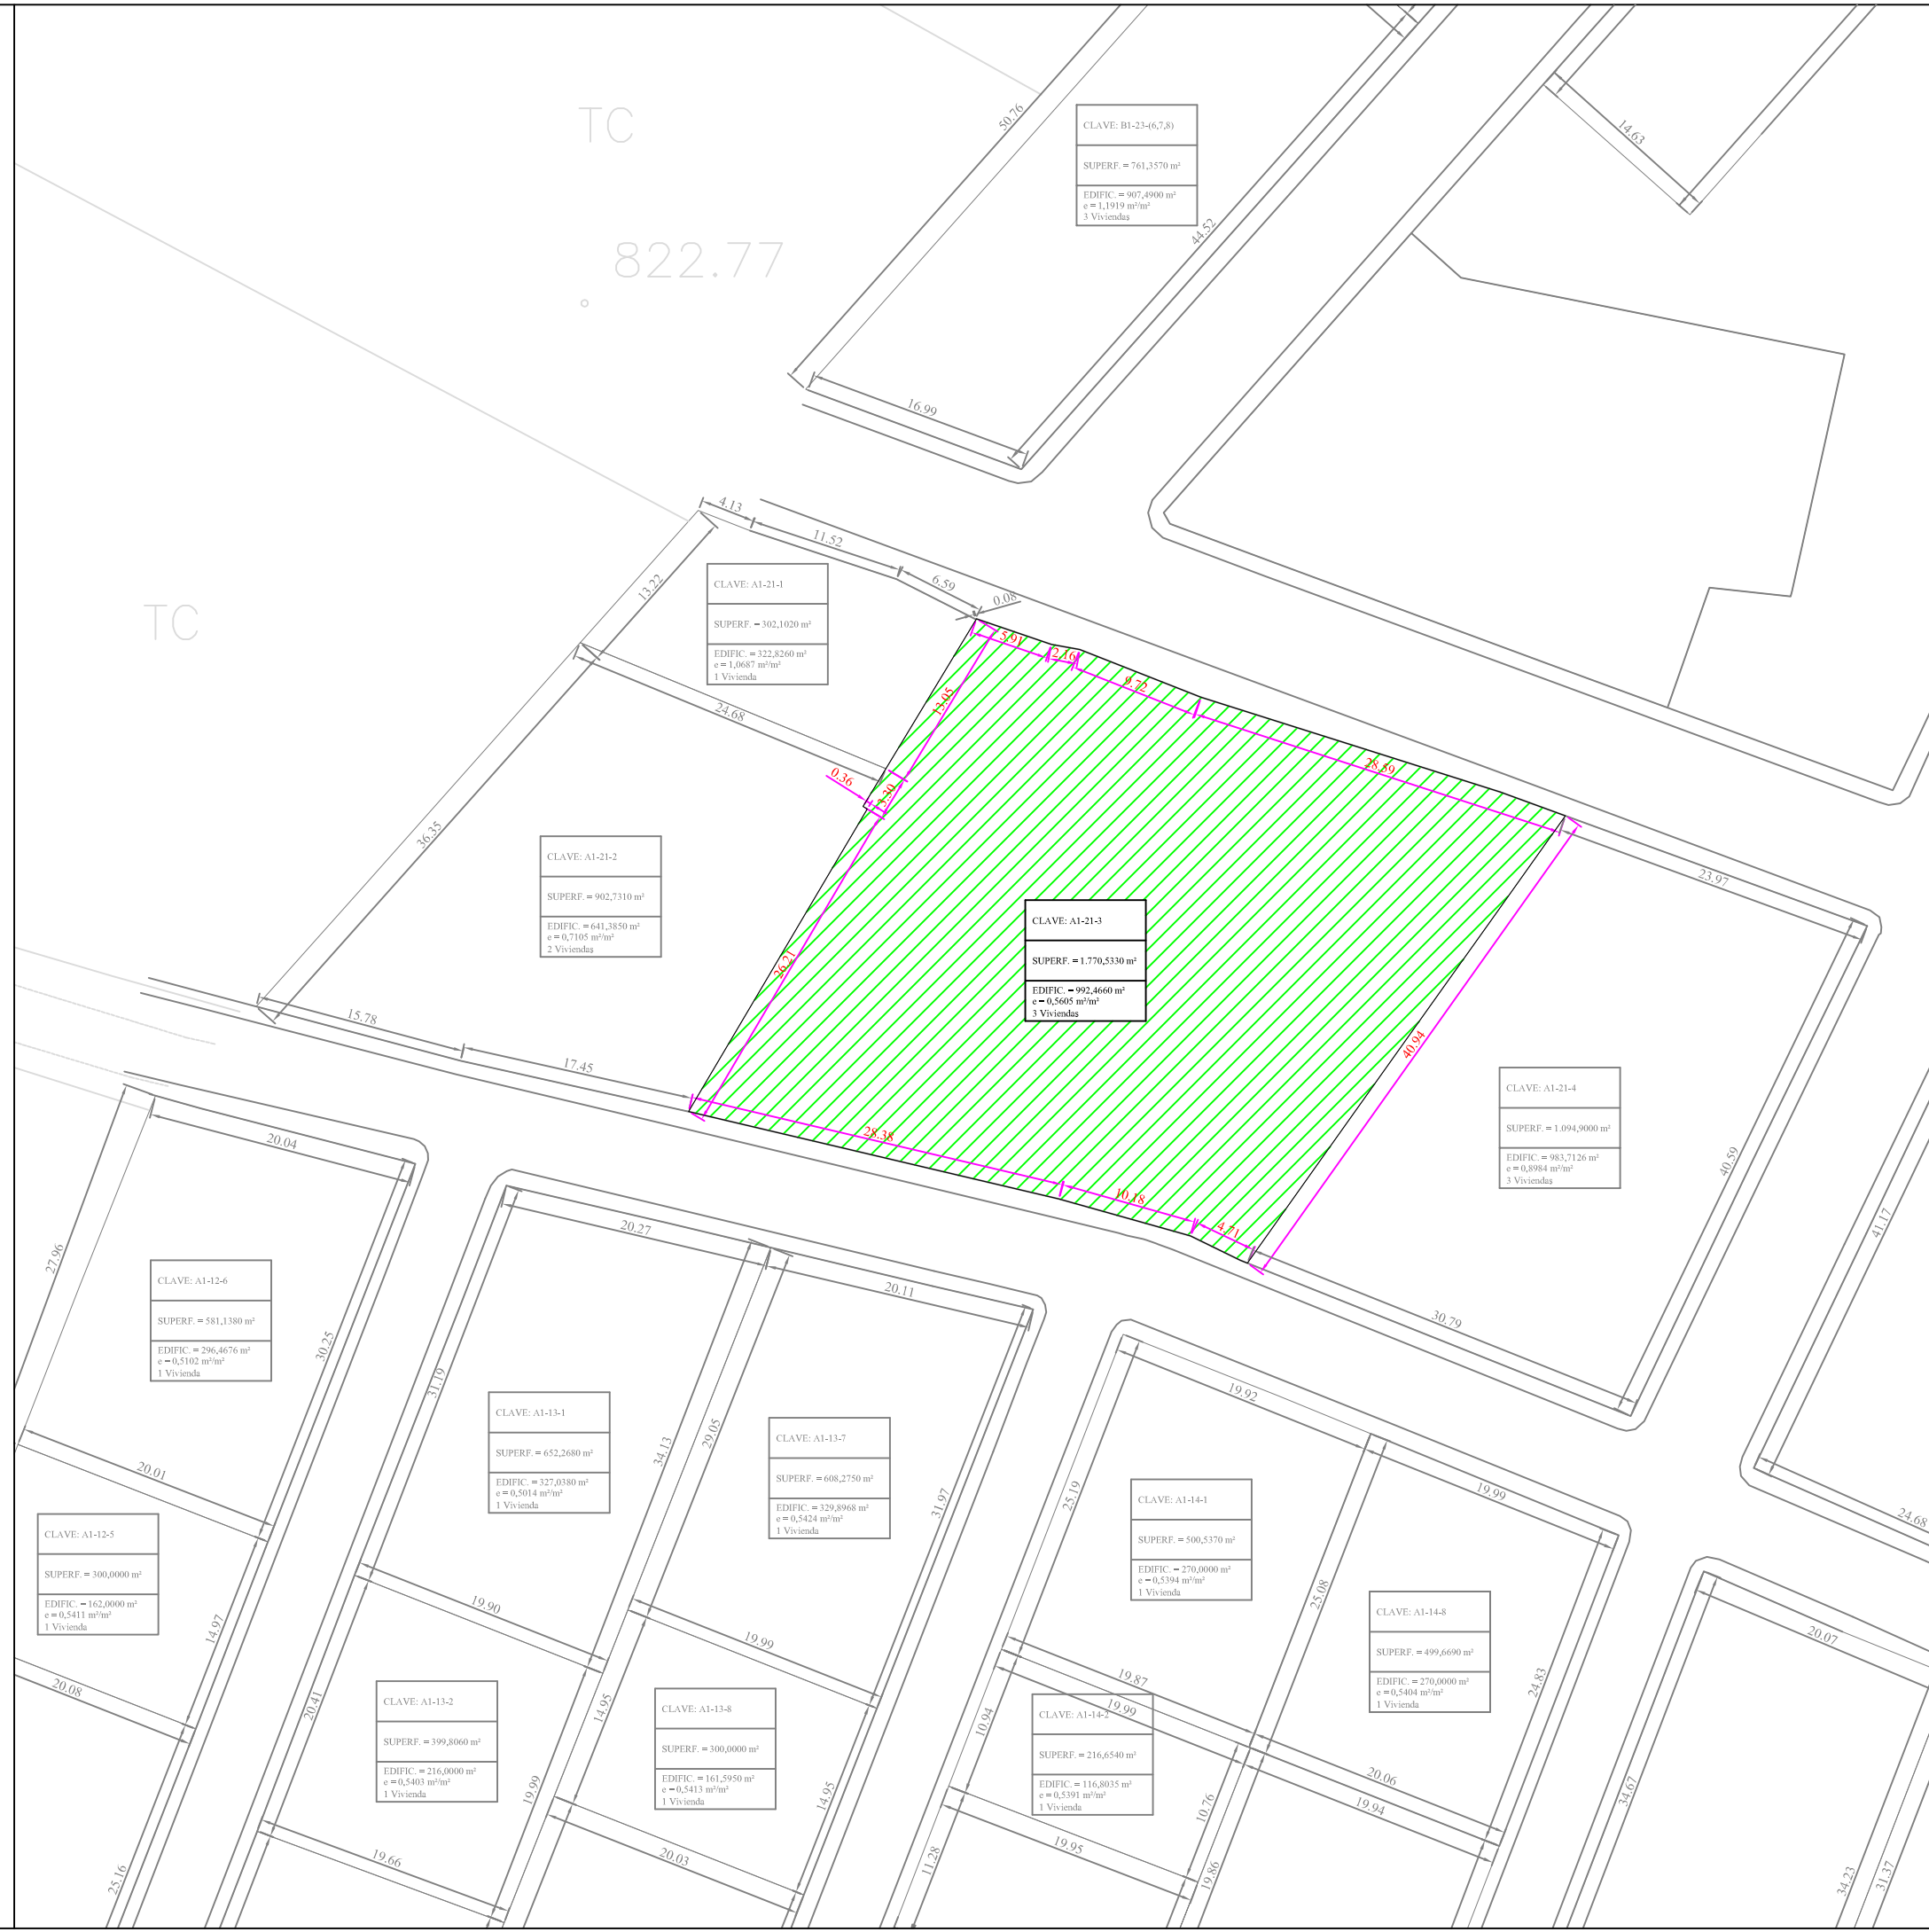 TC
50.76
CLAVE: B1-23-(6,7,8)
SUPERF. = 761,3570 m²
EDIFIC. = 907,4900 m²
e = 1,1919 m²/m²
3 Viviendas
14.63
822.77
44.52
16.99
4.13
11.52
6.59
0.08
13.22
TC
CLAVE: A1-21-1
SUPERF. = 302,1020 m²
EDIFIC. = 322,8260 m²
e = 1,0687 m²/m²
1 Vivienda
5.91
2.16
9.72
13.05
24.68
28.59
0.36
3.30
36.35
23.97
CLAVE: A1-21-2
SUPERF. = 902,7310 m²
EDIFIC. = 641,3850 m²
e = 0,7105 m²/m²
2 Viviendas
CLAVE: A1-21-3
SUPERF. = 1.770,5330 m²
EDIFIC. = 992,4660 m²
e = 0,5605 m²/m²
3 Viviendas
26.21
15.78
17.45
40.94
CLAVE: A1-21-4
SUPERF. = 1.094,9000 m²
EDIFIC. = 983,7126 m²
e = 0,8984 m²/m²
3 Viviendas
28.38
10.18
4.71
40.59
41.17
20.04
20.27
20.11
30.79
27.96
CLAVE: A1-12-6
SUPERF. = 581,1380 m²
EDIFIC. = 296,4676 m²
e = 0,5102 m²/m²
1 Vivienda
30.25
31.19
CLAVE: A1-13-1
SUPERF. = 652,2680 m²
EDIFIC. = 327,0380 m²
e = 0,5014 m²/m²
1 Vivienda
34.13
29.05
CLAVE: A1-13-7
SUPERF. = 608,2750 m²
EDIFIC. = 329,8968 m²
e = 0,5424 m²/m²
1 Vivienda
31.97
19.92
19.99
24.68
25.19
CLAVE: A1-14-1
SUPERF. = 500,5370 m²
EDIFIC. = 270,0000 m²
e = 0,5394 m²/m²
1 Vivienda
25.08
20.01
CLAVE: A1-12-5
SUPERF. = 300,0000 m²
EDIFIC. = 162,0000 m²
e = 0,5411 m²/m²
1 Vivienda
14.97
19.90
19.99
CLAVE: A1-14-8
SUPERF. = 499,6690 m²
EDIFIC. = 270,0000 m²
e = 0,5404 m²/m²
1 Vivienda
20.07
20.08
20.41
CLAVE: A1-13-2
SUPERF. = 399,8060 m²
EDIFIC. = 216,0000 m²
e = 0,5403 m²/m²
1 Vivienda
14.95
CLAVE: A1-13-8
SUPERF. = 300,0000 m²
EDIFIC. = 161,5950 m²
e = 0,5413 m²/m²
1 Vivienda
19.87
19.99
10.94
CLAVE: A1-14-2
SUPERF. = 216,6540 m²
EDIFIC. = 116,8035 m²
e = 0,5391 m²/m²
1 Vivienda
24.83
20.06
19.94
19.99
14.95
10.76
34.67
25.16
19.66
20.03
11.28
19.95
19.86
34.23
31.37